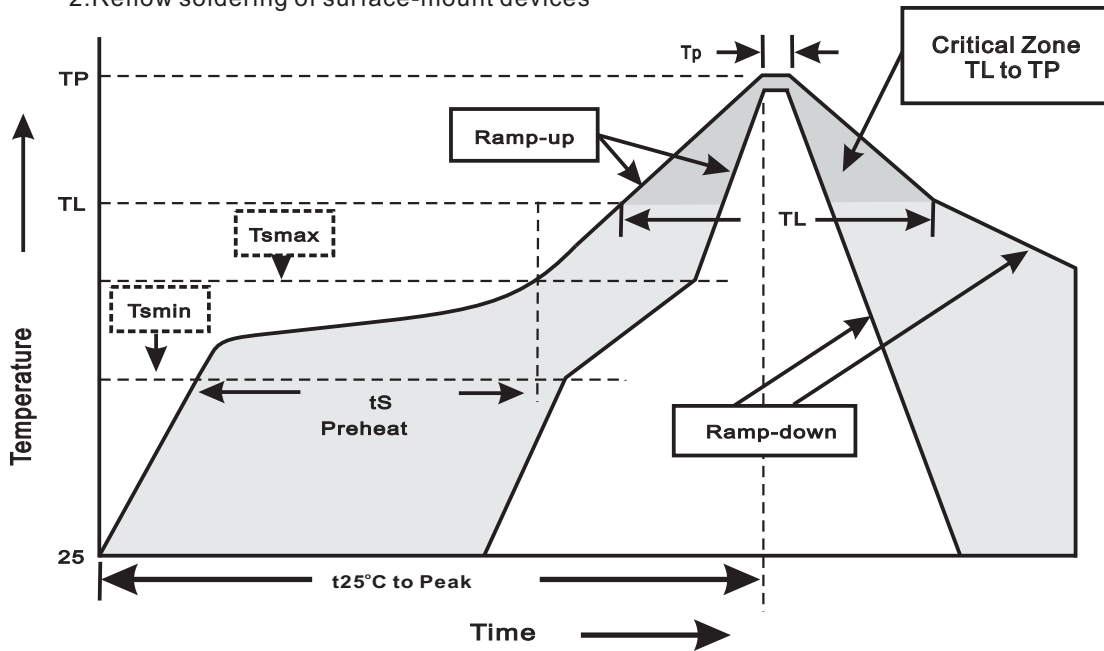 2.Reflow soldering of surface-mount devices
Tp
Critical Zone
TL to TP
TP
Ramp-up
TL
TL
Tsmax
Tsmin
Temperature
tS
Preheat
Ramp-down
25
t25°C to Peak
Time